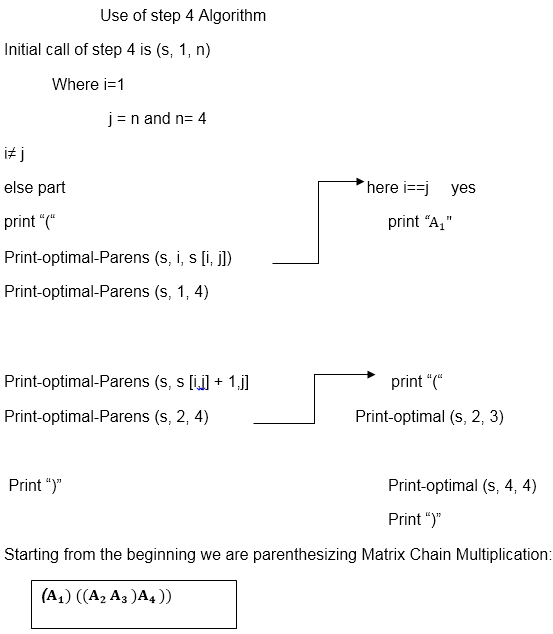 Use of step 4 Algorithm
Initial call of step 4 is (s, 1, n)
Where i=1
j = n and n= 4
i≠ j
else part
here i==j yes
print “(“
print “A₁"
Print-optimal-Parens (s, i, s [i, j])
Print-optimal-Parens (s, 1, 4)
Print-optimal-Parens (s, s [i,j] + 1,j]
print “(“
Print-optimal-Parens (s, 2, 4)
Print-optimal (s, 2, 3)
Print “)”
Print-optimal (s, 4, 4)
Print “)”
Starting from the beginning we are parenthesizing Matrix Chain Multiplication:
(A₁) ((A₂ A₃ )A₄ ))